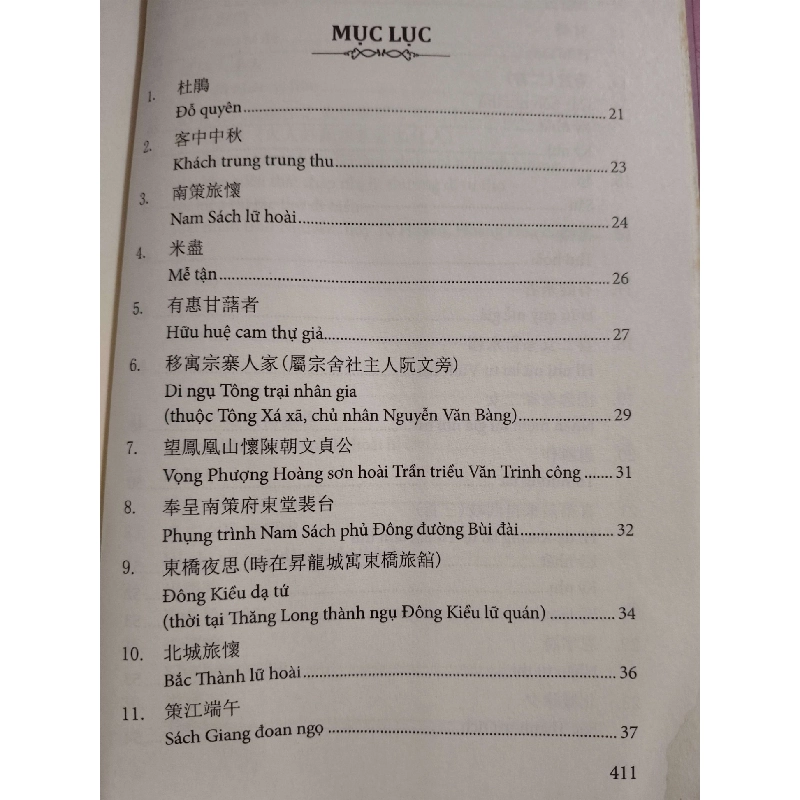 MỤC LỤC
1. 杜鵑
Đỗ quyên 21
2. 客中中秋
Khách trung trung thu 23
3. 南策旅懷
Nam Sách lữ hoài 24
4. 米盡
Mễ tận 26
5. 有惠甘藷者
Hữu huệ cam thự giả 27
6. 移寓宗寨人家(屬宗舍社主人阮文旁)
Di ngụ Tông trại nhân gia
(thuộc Tông Xá xã, chủ nhân Nguyễn Văn Bàng) 29
7. 望鳳凰山懷陳朝文貞公
Vọng Phượng Hoàng sơn hoài Trần triều Văn Trinh công 31
8. 奉呈南策府東堂裴台
Phụng trình Nam Sách phủ Đông đường Bùi đài 32
9. 東橋夜思(時在昇龍城寓東橋旅舘)
Đông Kiều dạ tứ
(thời tại Thăng Long thành ngụ Đông Kiều lữ quán) 34
10. 北城旅懷
Bắc Thành lữ hoài 36
11. 策江端午
Sách Giang đoan ngọ 37
411